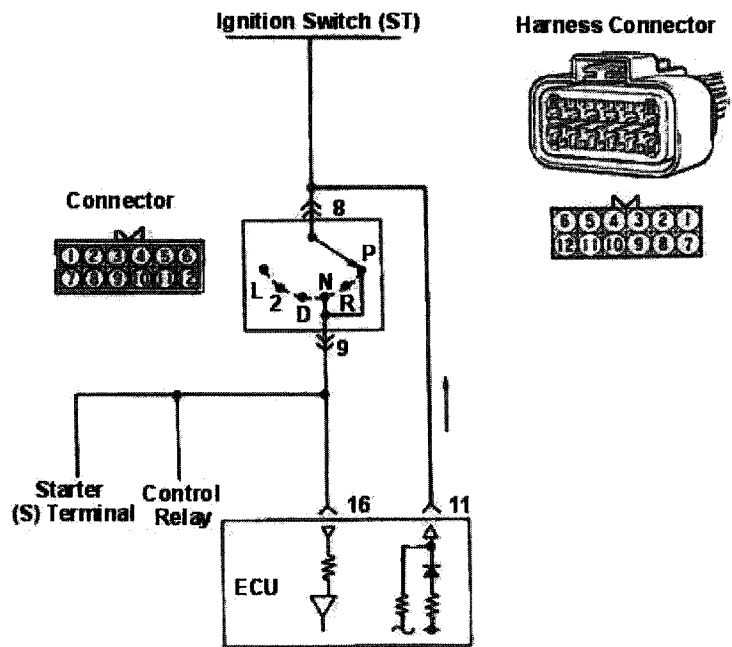 Ignition Switch (ST)
Harness Connector
8
Connector
6 5 4 3 2 1
12 11 10 9 8 7
1 2 3 4 5 6
7 8 9 10 11 12
P
L
2
D
N
R
9
Starter
(S) Terminal
Control
Relay
16
11
ECU